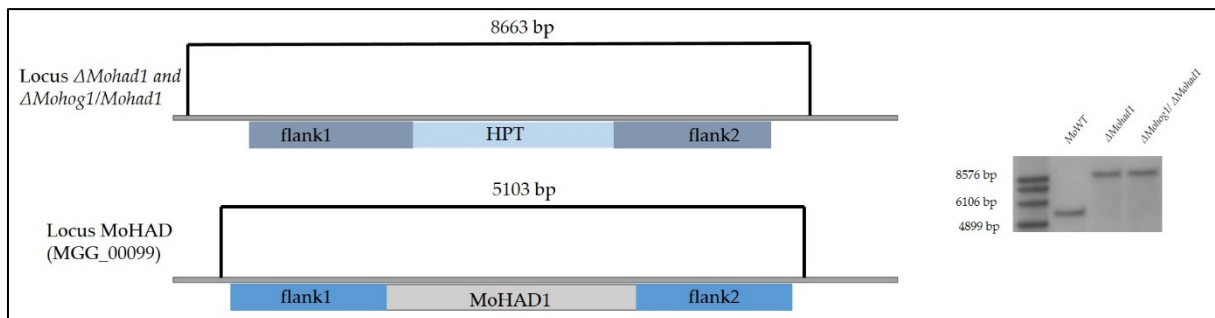 8663 bp
Locus ΔMohad1 and
ΔMohog1/Mohad1
flank1 HPT flank2
5103 bp
Locus MoHAD
(MGG_00099)
flank1 MoHAD1 flank2
MoWT
ΔMohad1
ΔMohog1/ ΔMohad1
8576 bp
6106 bp
4899 bp